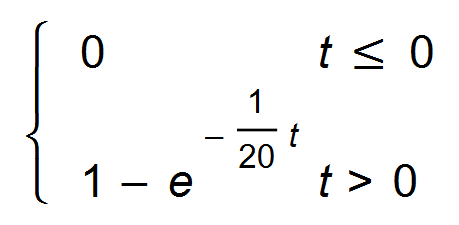 0 t ≤ 0
1 – e – 1/20 t t > 0